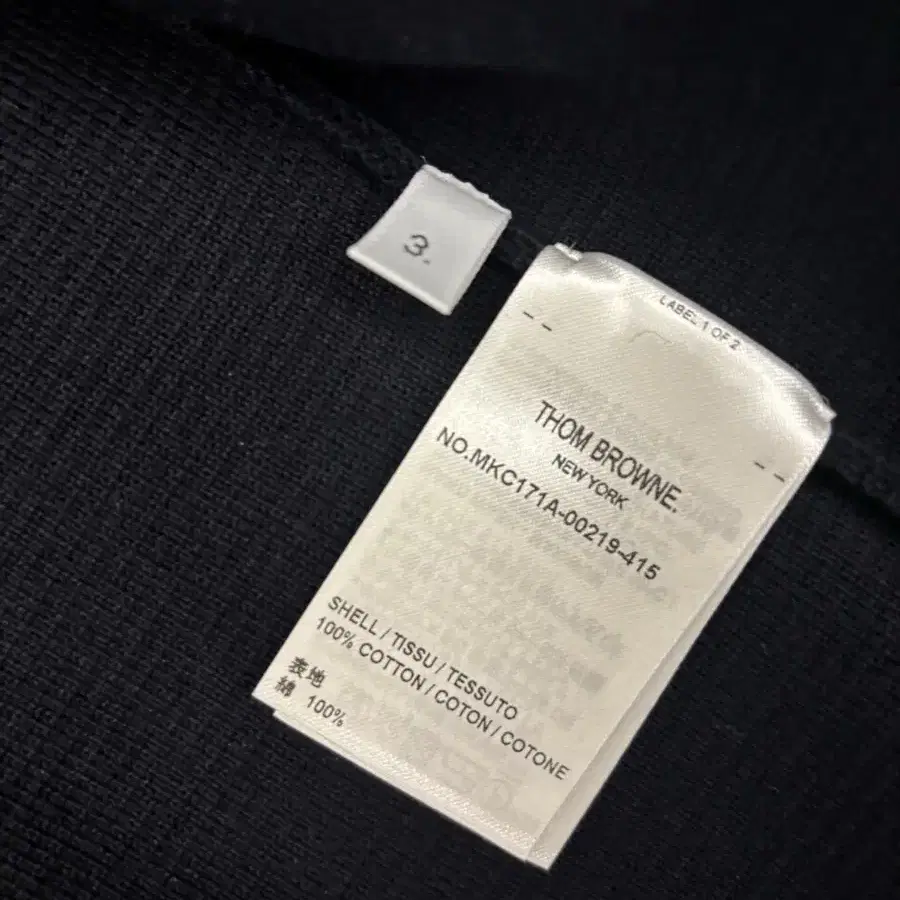 3.
LABEL 1 OF 2
THOM BROWNE.
NEW YORK
NO.MKC171A-00219-415
SHELL / TISSU / TESSUTO
100% COTTON / COTON / COTONE
表地
綿 100%